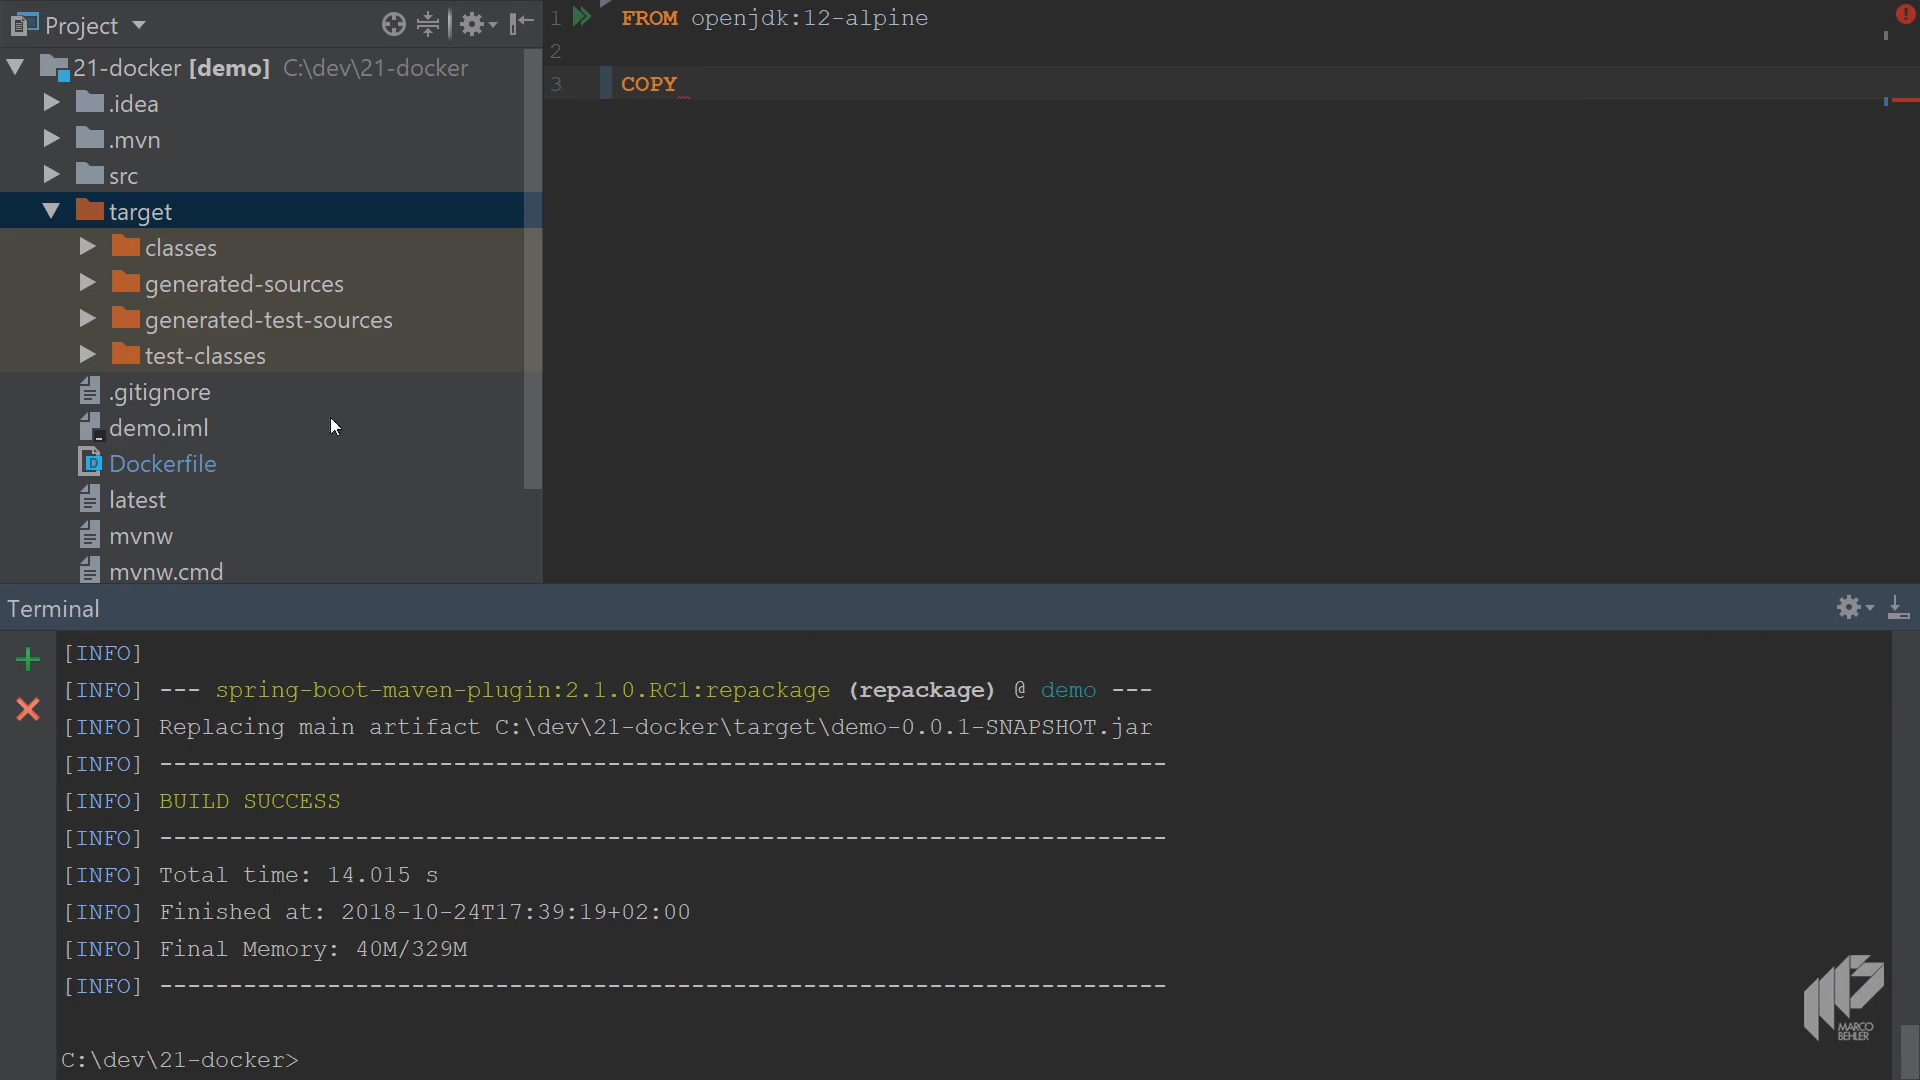 Project
21-docker [demo] C:\dev\21-docker
.idea
.mvn
src
target
classes
generated-sources
generated-test-sources
test-classes
.gitignore
demo.iml
Dockerfile
latest
mvnw
mvnw.cmd
1 FROM openjdk:12-alpine
2
3 COPY
Terminal
[INFO]
[INFO] --- spring-boot-maven-plugin:2.1.0.RC1:repackage (repackage) @ demo ---
[INFO] Replacing main artifact C:\dev\21-docker\target\demo-0.0.1-SNAPSHOT.jar
[INFO] ------------------------------------------------------------------------
[INFO] BUILD SUCCESS
[INFO] ------------------------------------------------------------------------
[INFO] Total time: 14.015 s
[INFO] Finished at: 2018-10-24T17:39:19+02:00
[INFO] Final Memory: 40M/329M
[INFO] ------------------------------------------------------------------------
C:\dev\21-docker>
MARCO
BEHLER